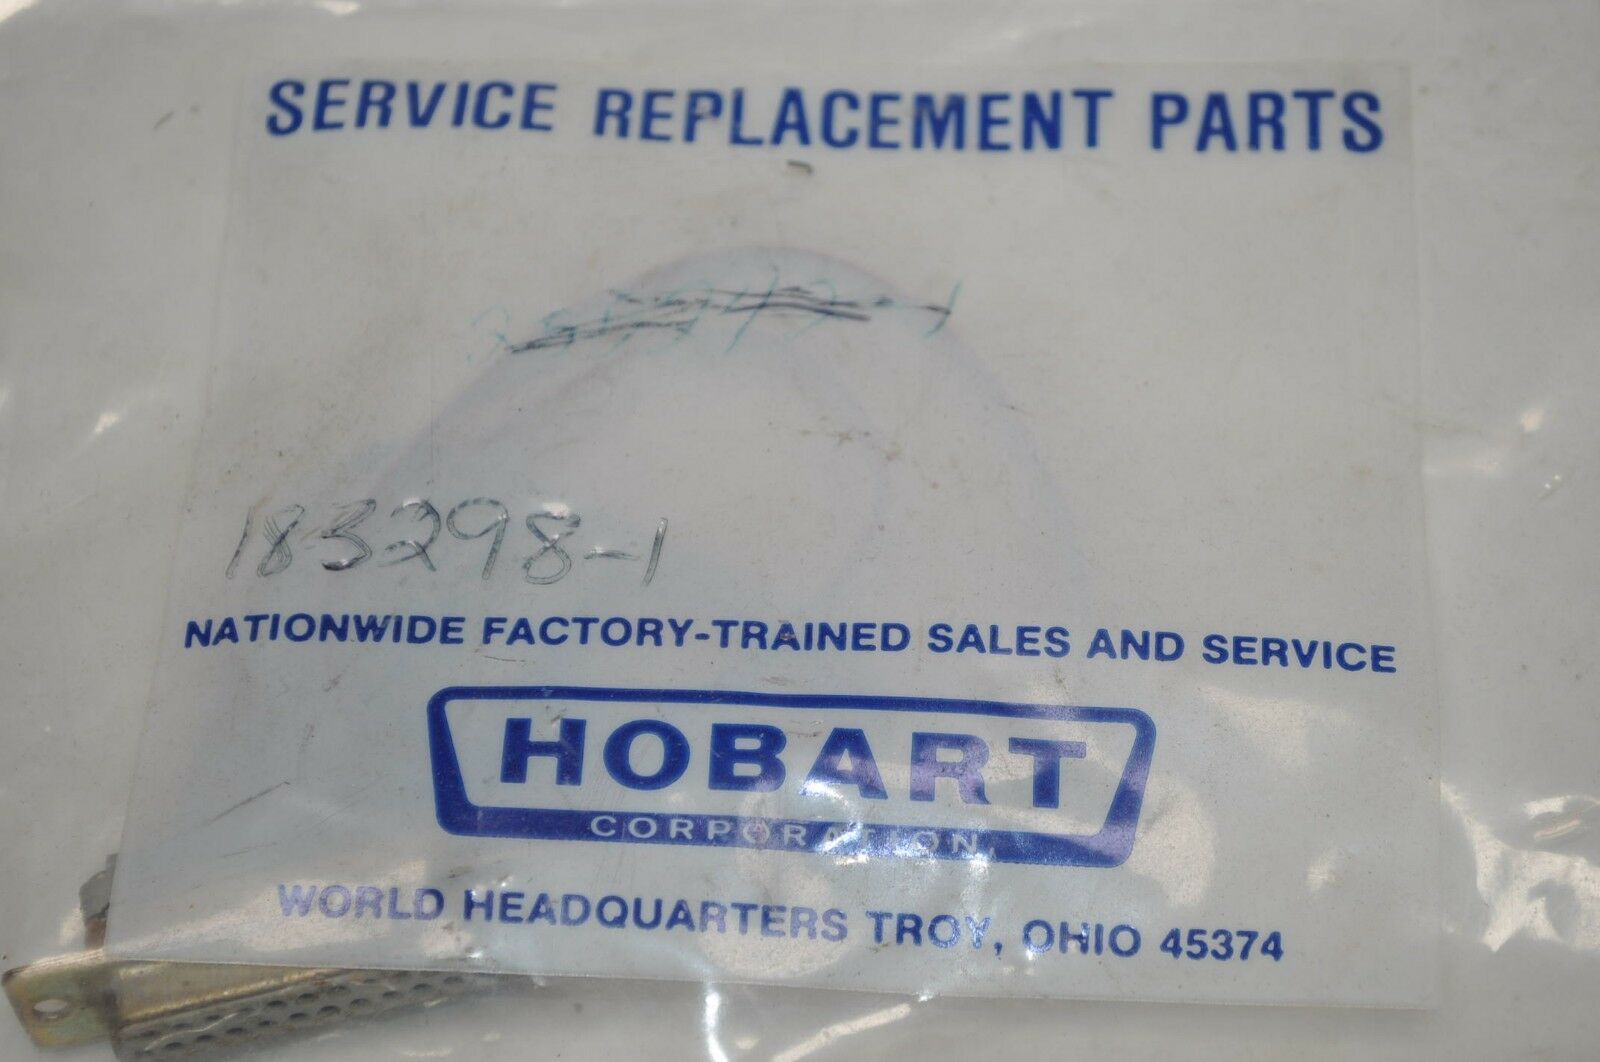 SERVICE REPLACEMENT PARTS
183298-1
NATIONWIDE FACTORY-TRAINED SALES AND SERVICE
HOBART
CORPORATION
WORLD HEADQUARTERS TROY, OHIO 45374